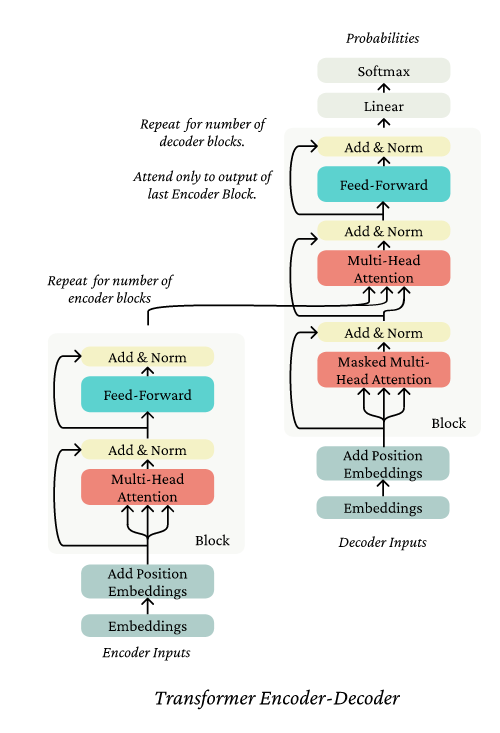 Probabilities
Softmax
Linear
Repeat for number of
decoder blocks.
Attend only to output of
last Encoder Block.
Add & Norm
Feed-Forward
Add & Norm
Multi-Head
Attention
Add & Norm
Masked Multi-
Head Attention
Block
Add Position
Embeddings
Embeddings
Decoder Inputs
Repeat for number of
encoder blocks
Add & Norm
Feed-Forward
Add & Norm
Multi-Head
Attention
Block
Add Position
Embeddings
Embeddings
Encoder Inputs
Transformer Encoder-Decoder